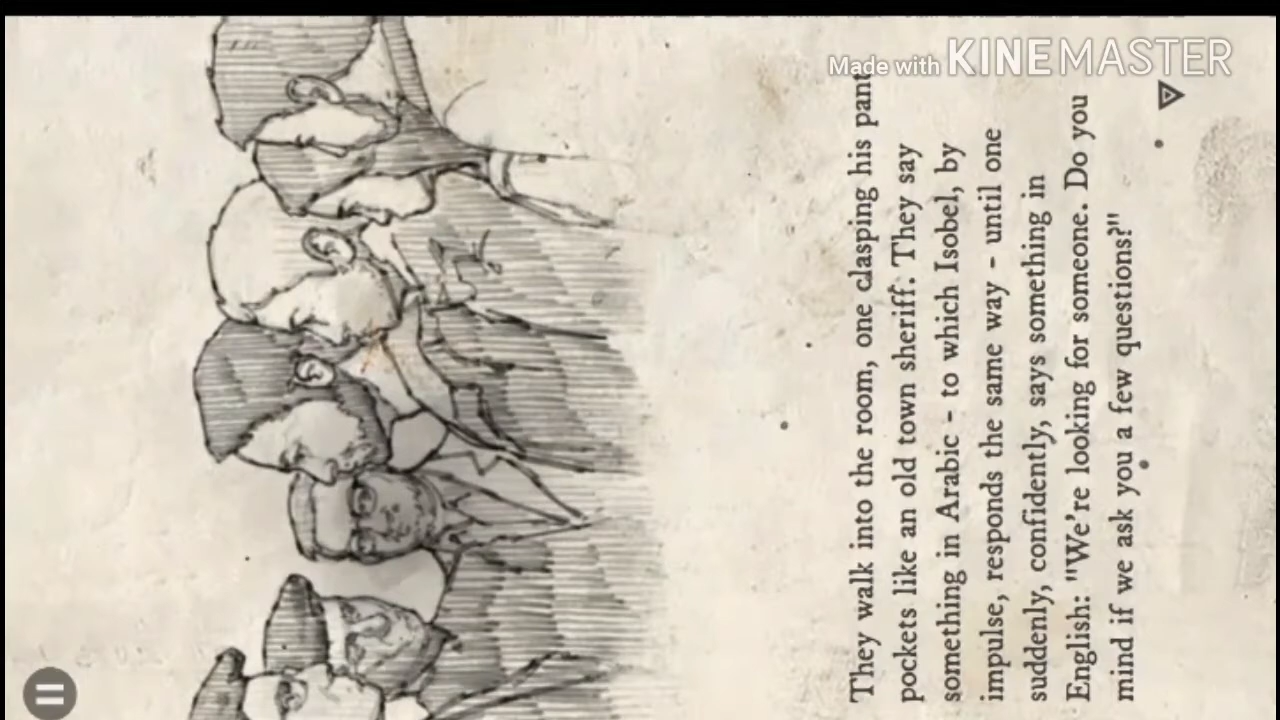 Made with KINEMASTER
They walk into the room, one clasping his pant
pockets like an old town sheriff. They say
something in Arabic - to which Isobel, by
impulse, responds the same way - until one
suddenly, confidently, says something in
English: "We're looking for someone. Do you
mind if we ask you a few questions?"